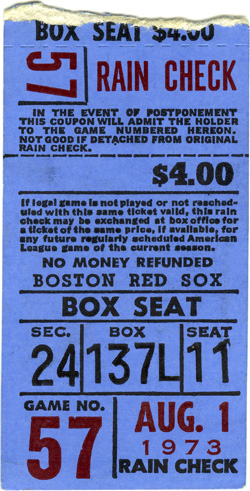 BOX SEAT $4.00
57
RAIN CHECK
IN THE EVENT OF POSTPONEMENT
THIS COUPON WILL ADMIT THE HOLDER
TO THE GAME NUMBERED HEREON.
NOT GOOD IF DETACHED FROM ORIGINAL
RAIN CHECK.
$4.00
If legal game is not played or not resched-
uled with this same ticket valid, this rain
check may be exchanged at box office for
a ticket of the same price, if available, for
any future regularly scheduled American
League game of the current season.
NO MONEY REFUNDED
BOSTON RED SOX
BOX SEAT
SEC. BOX SEAT
24 137L 11
GAME NO.
57
AUG. 1
1973
RAIN CHECK